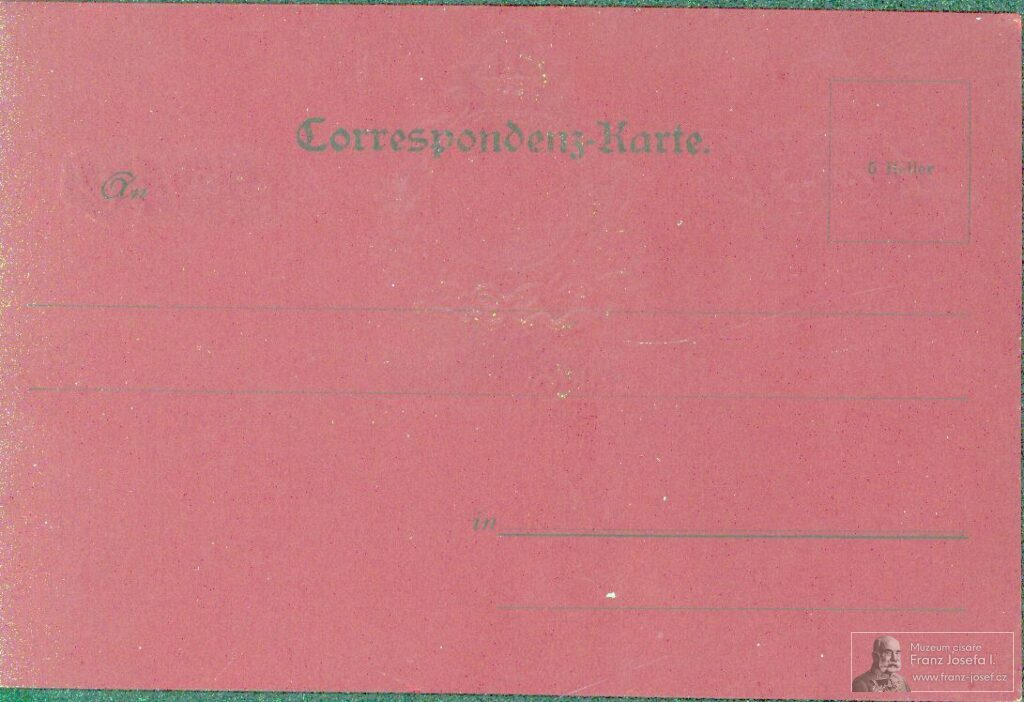 Correspondenz-Karte.
An
5 Heller
in
Muzeum císaře
Franz Josefa I.
www.franz-josef.cz